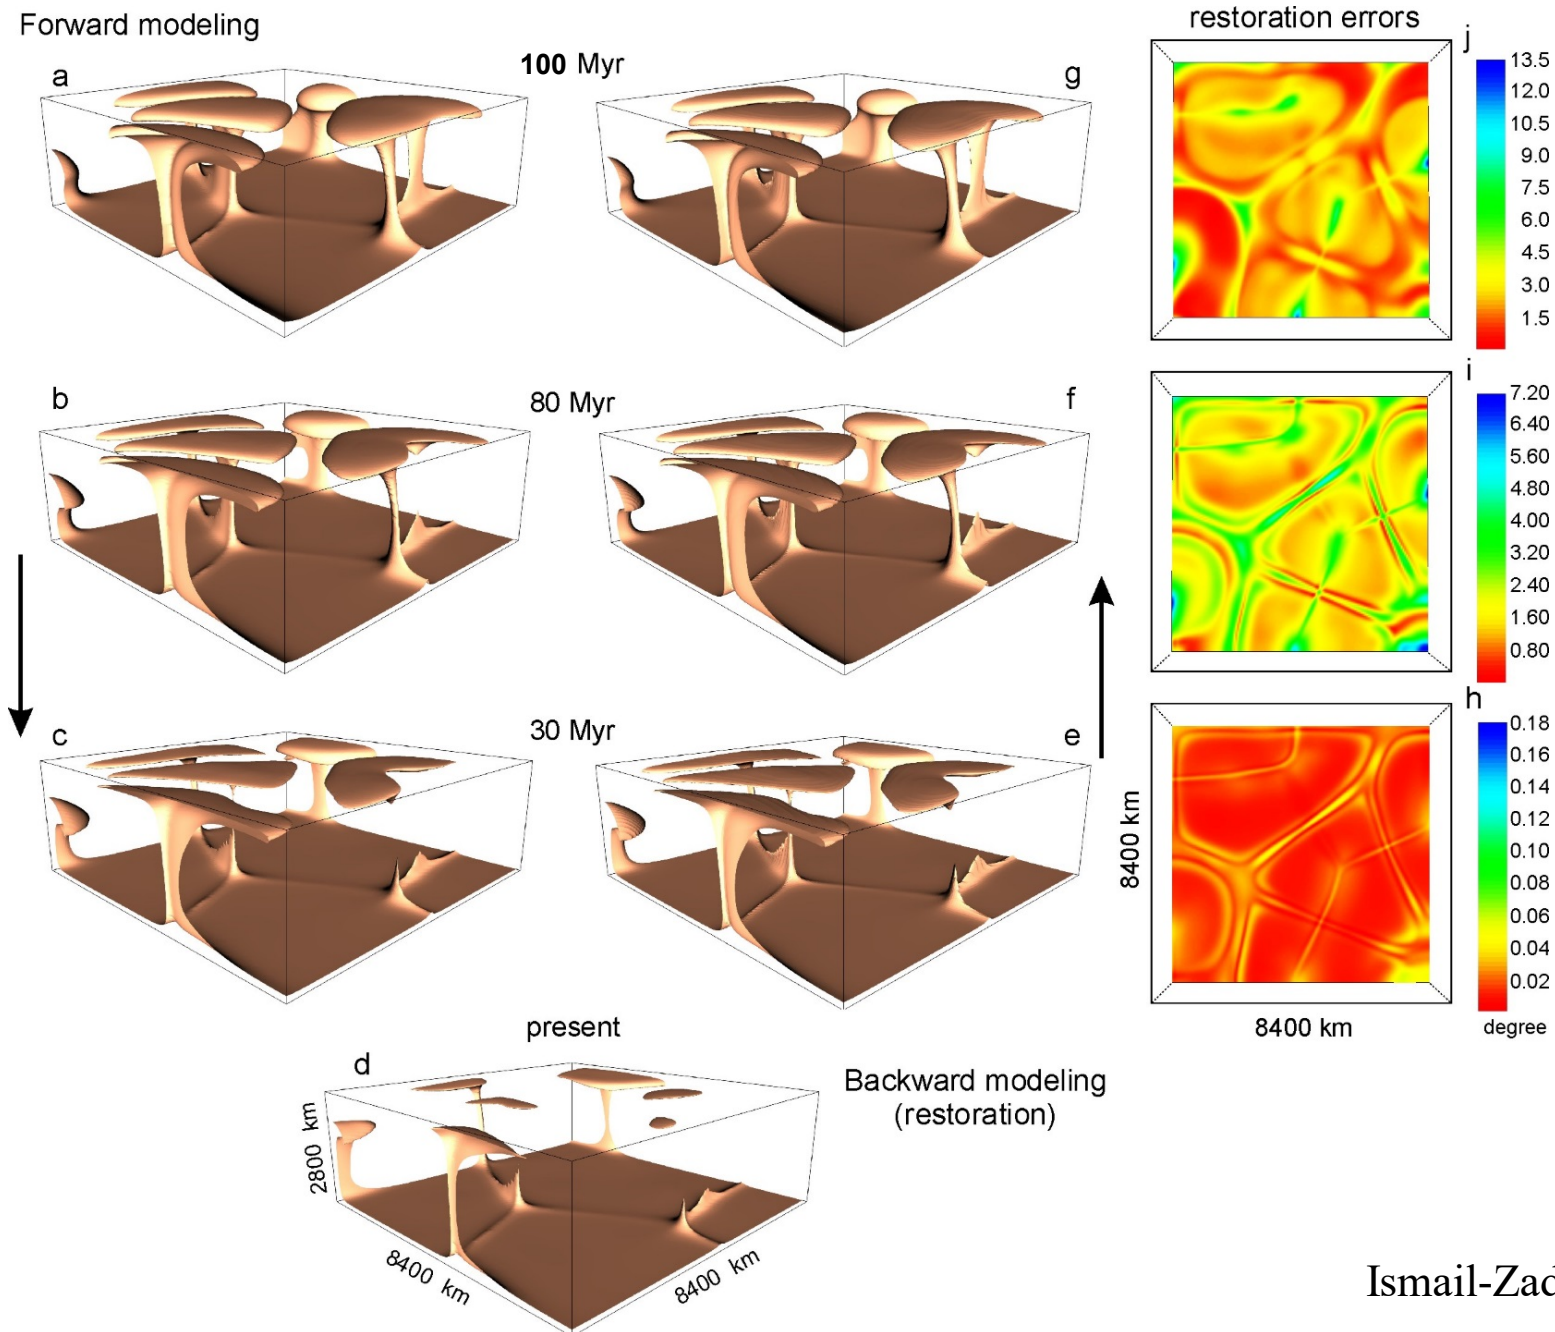 Forward modeling
restoration errors
a
100 Myr
g
j
13.5
12.0
10.5
9.0
7.5
6.0
4.5
3.0
1.5
b
80 Myr
f
i
7.20
6.40
5.60
4.80
4.00
3.20
2.40
1.60
0.80
c
30 Myr
e
h
0.18
0.16
0.14
0.12
0.10
0.08
0.06
0.04
0.02
degree
8400 km
8400 km
present
d
Backward modeling
(restoration)
2800 km
8400 km
8400 km
Ismail-Zad